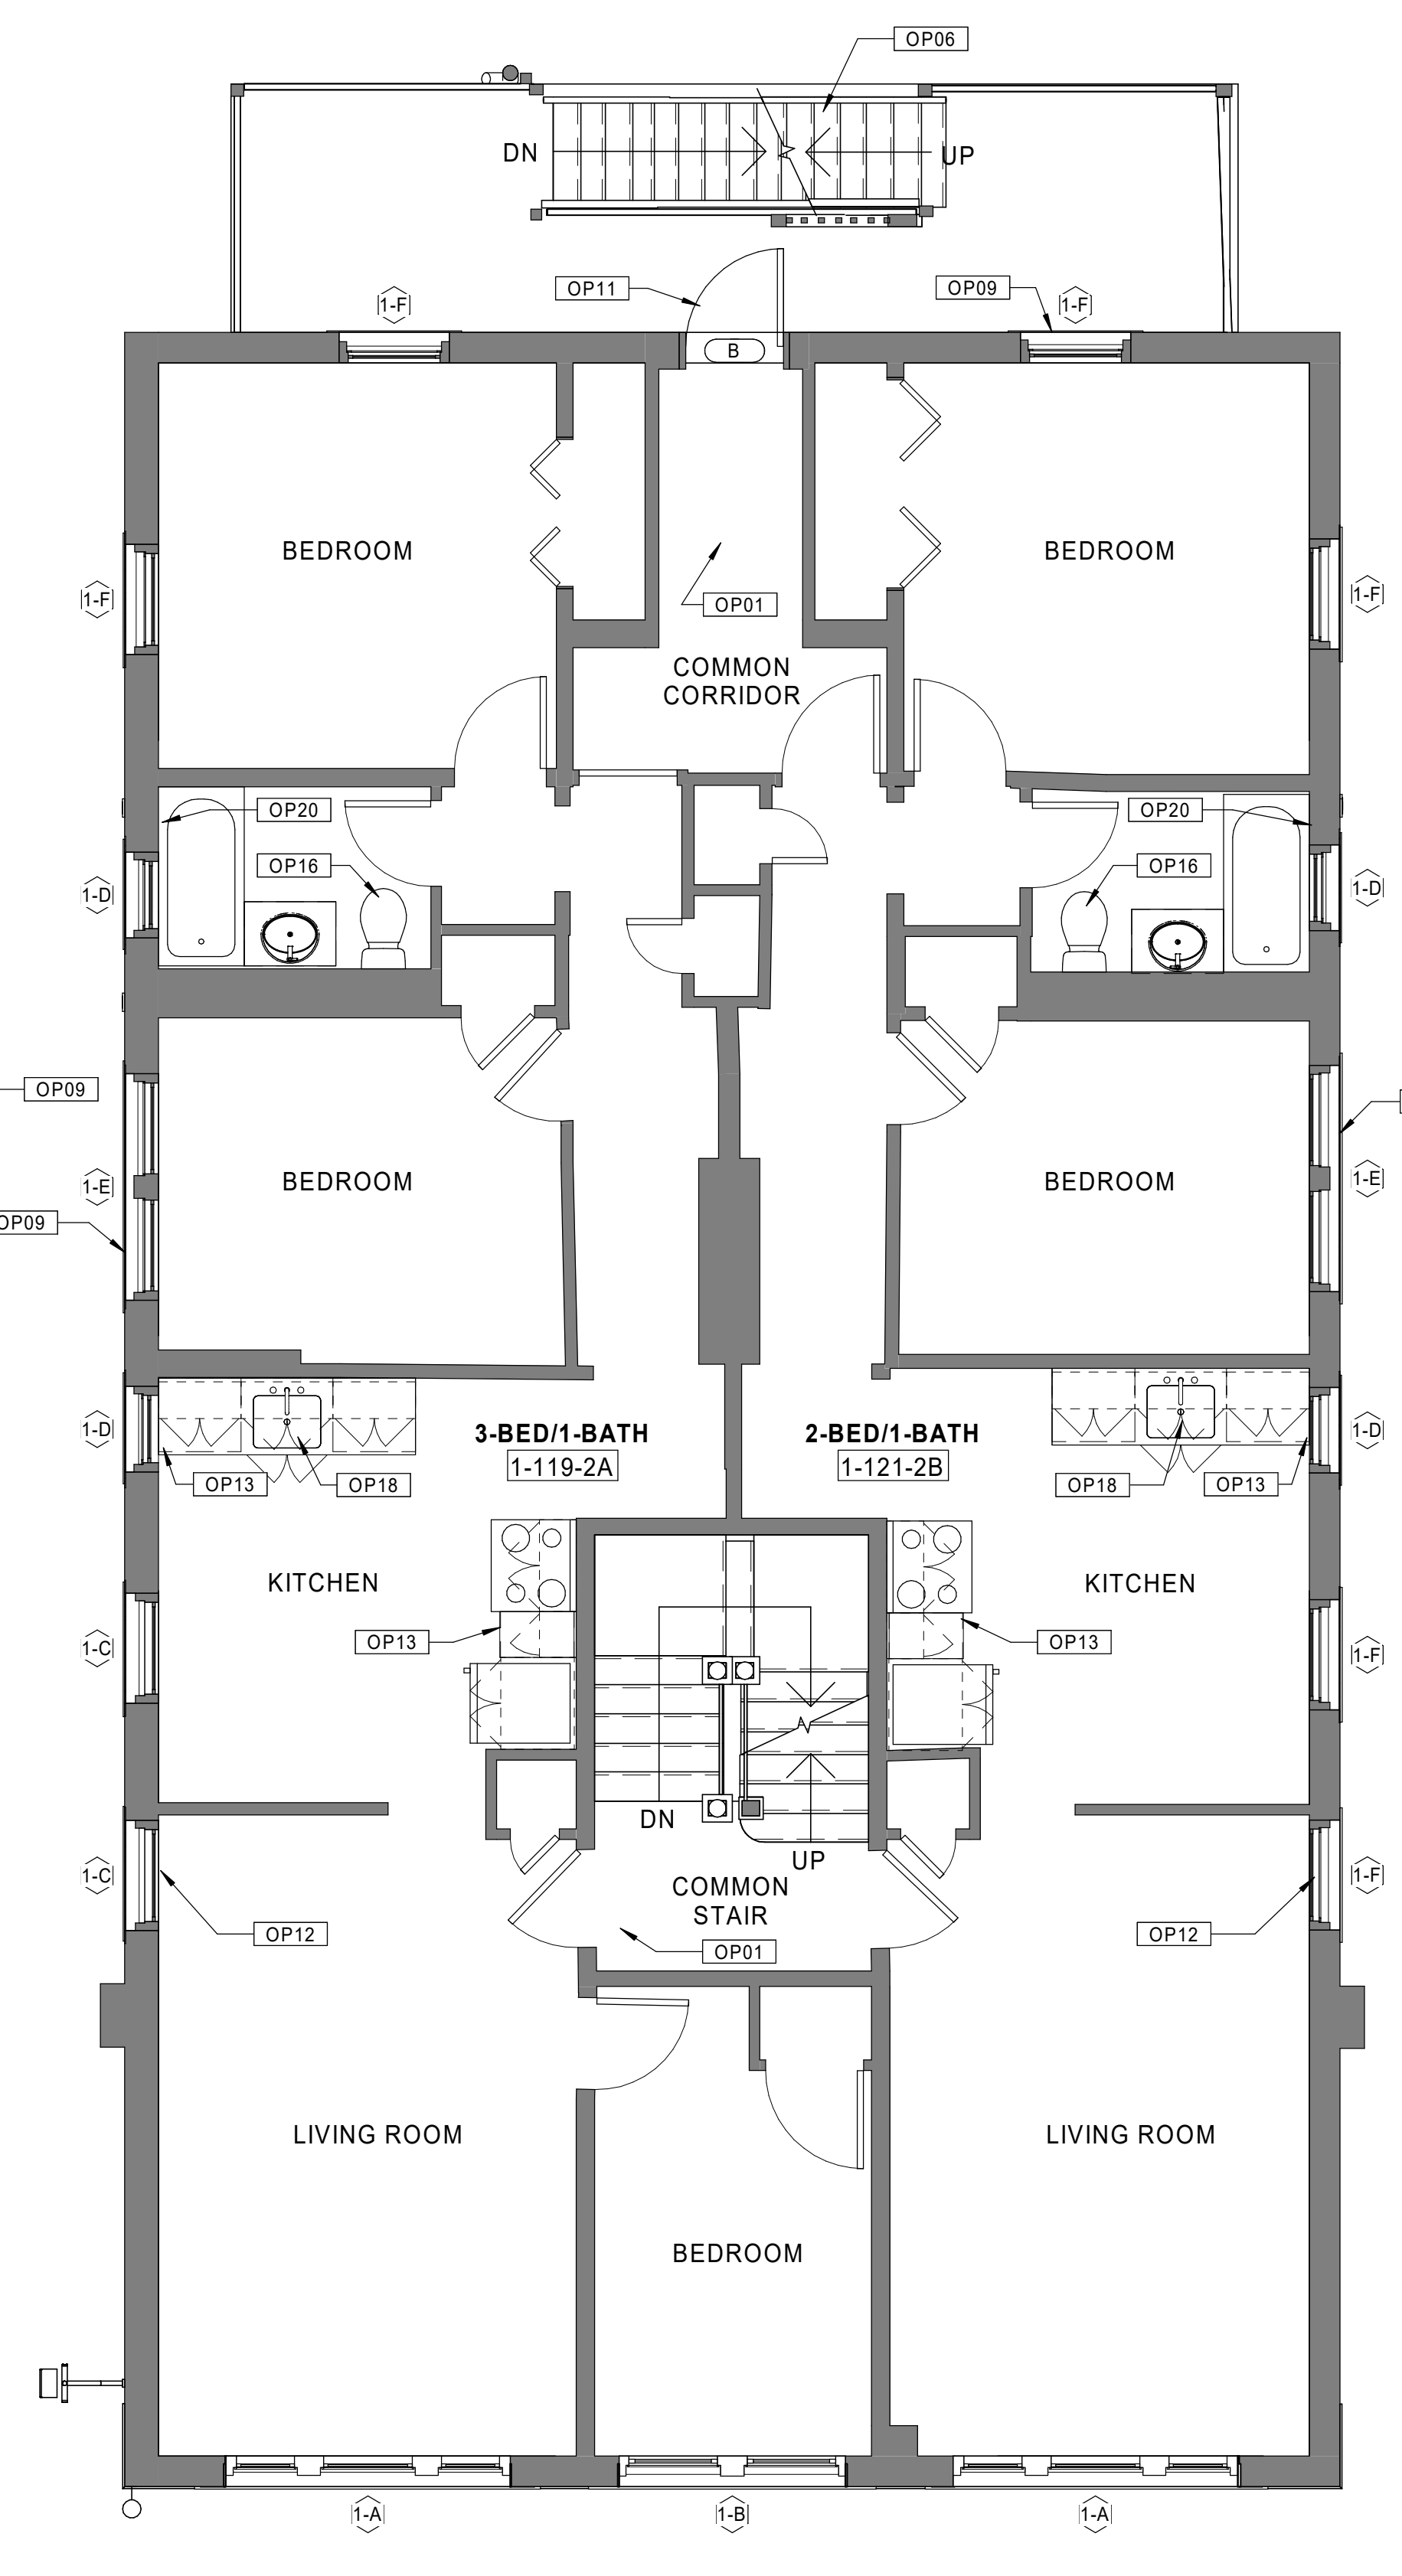 OP06
DN
UP
OP11
OP09
1-F
1-F
B
BEDROOM
BEDROOM
1-F
1-F
OP01
COMMON
CORRIDOR
OP20
OP20
OP16
OP16
1-D
1-D
OP09
BEDROOM
BEDROOM
1-E
1-E
OP09
1-D
3-BED/1-BATH
2-BED/1-BATH
1-D
1-119-2A
1-121-2B
OP13
OP18
OP18
OP13
KITCHEN
KITCHEN
1-C
OP13
OP13
1-F
DN
UP
1-C
COMMON
STAIR
1-F
OP12
OP01
OP12
LIVING ROOM
LIVING ROOM
BEDROOM
1-A
1-B
1-A